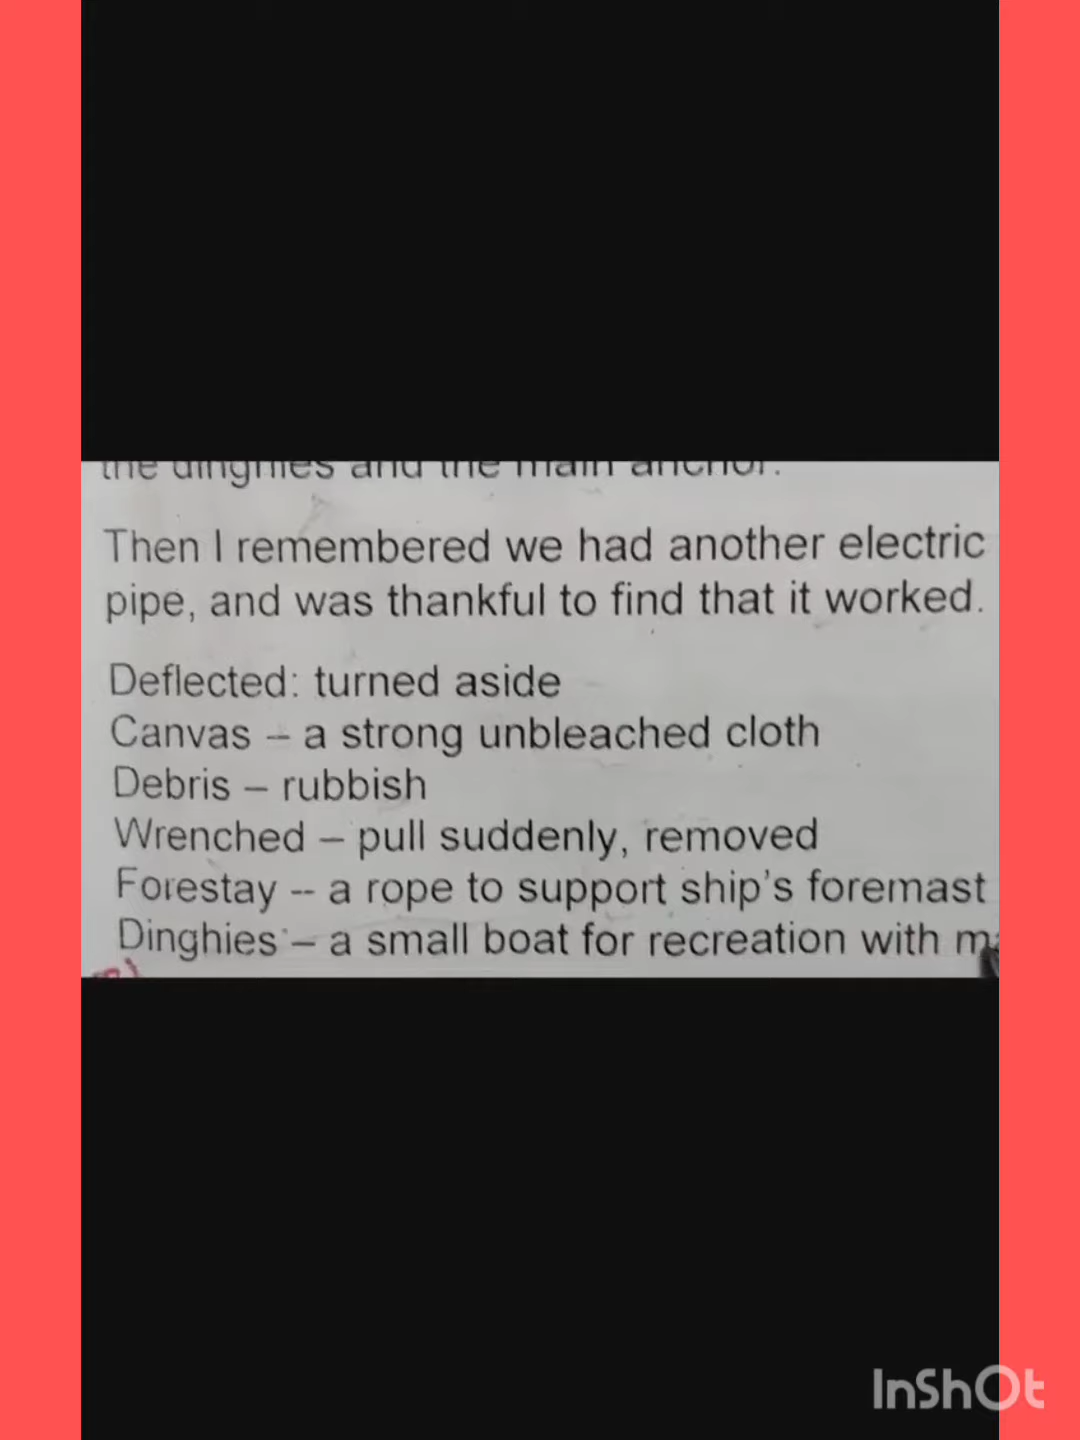 the dinghies and the main anchor.
Then I remembered we had another electric
pipe, and was thankful to find that it worked.
Deflected: turned aside
Canvas – a strong unbleached cloth
Debris – rubbish
Wrenched – pull suddenly, removed
Forestay -- a rope to support ship's foremast
Dinghies – a small boat for recreation with
InShOt